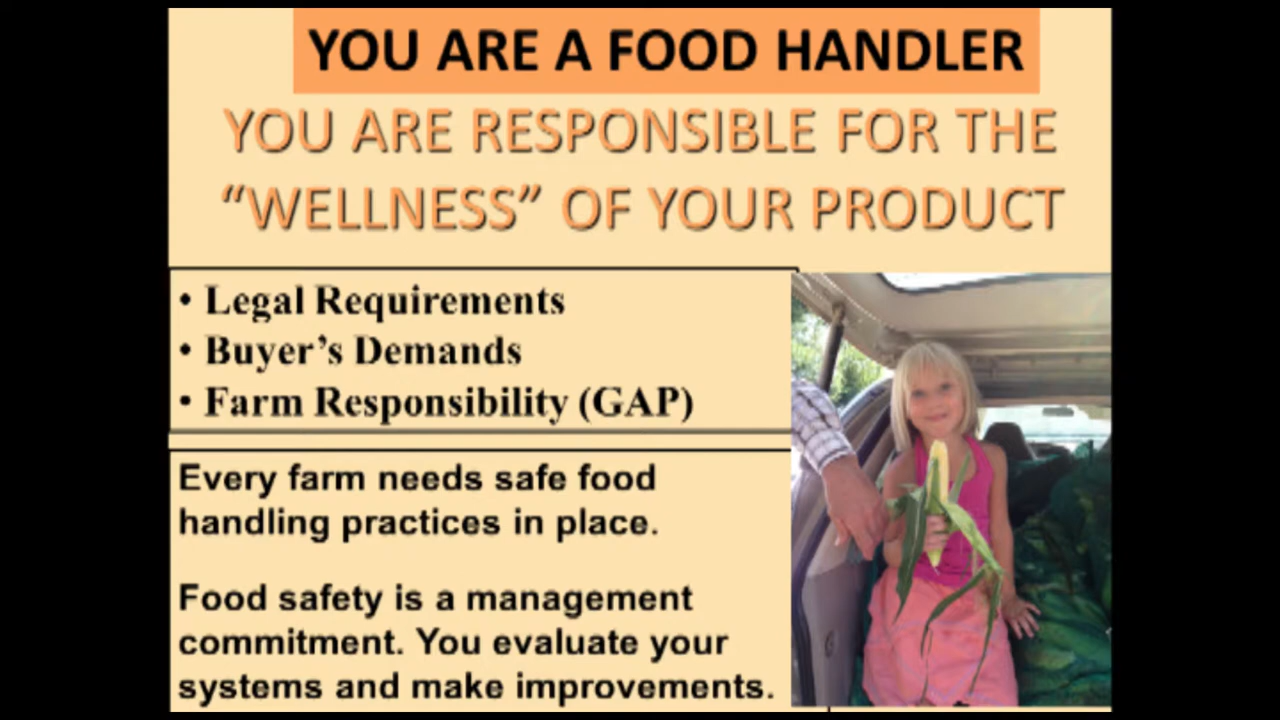 YOU ARE A FOOD HANDLER
YOU ARE RESPONSIBLE FOR THE
“WELLNESS” OF YOUR PRODUCT
• Legal Requirements
• Buyer’s Demands
• Farm Responsibility (GAP)
Every farm needs safe food
handling practices in place.
Food safety is a management
commitment. You evaluate your
systems and make improvements.